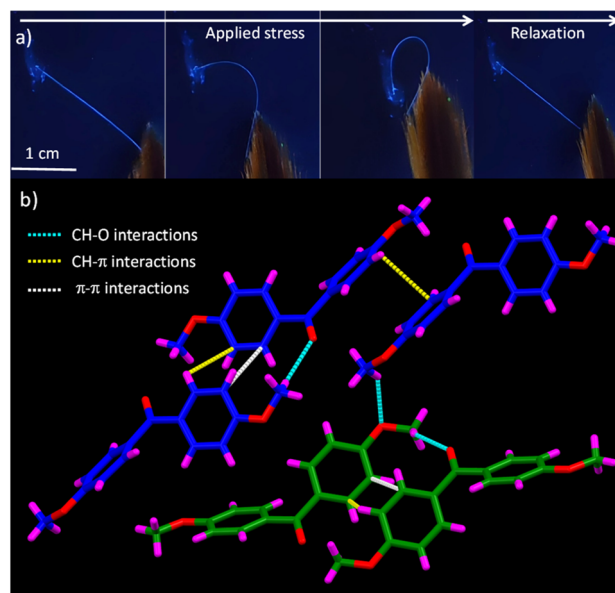 Applied stress
Relaxation
a)
1 cm
b)
CH-O interactions
CH-π interactions
π-π interactions